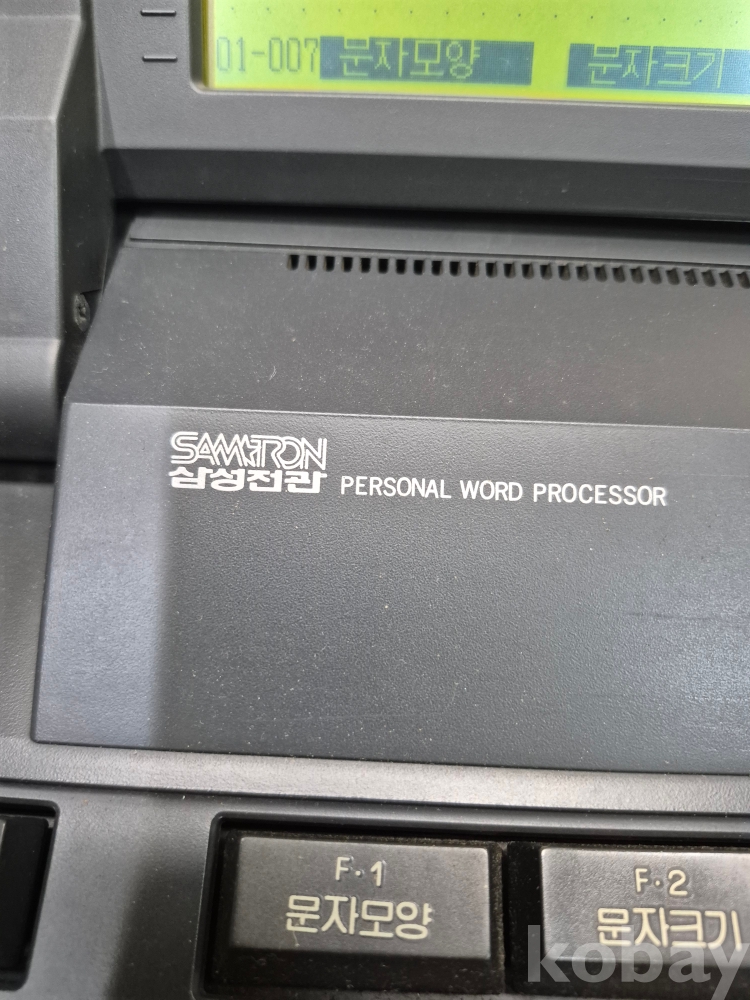 01-007 문자모양 문자크기
SAMTRON
삼성전관 PERSONAL WORD PROCESSOR
F·1
문자모양
F·2
문자크기
kobay